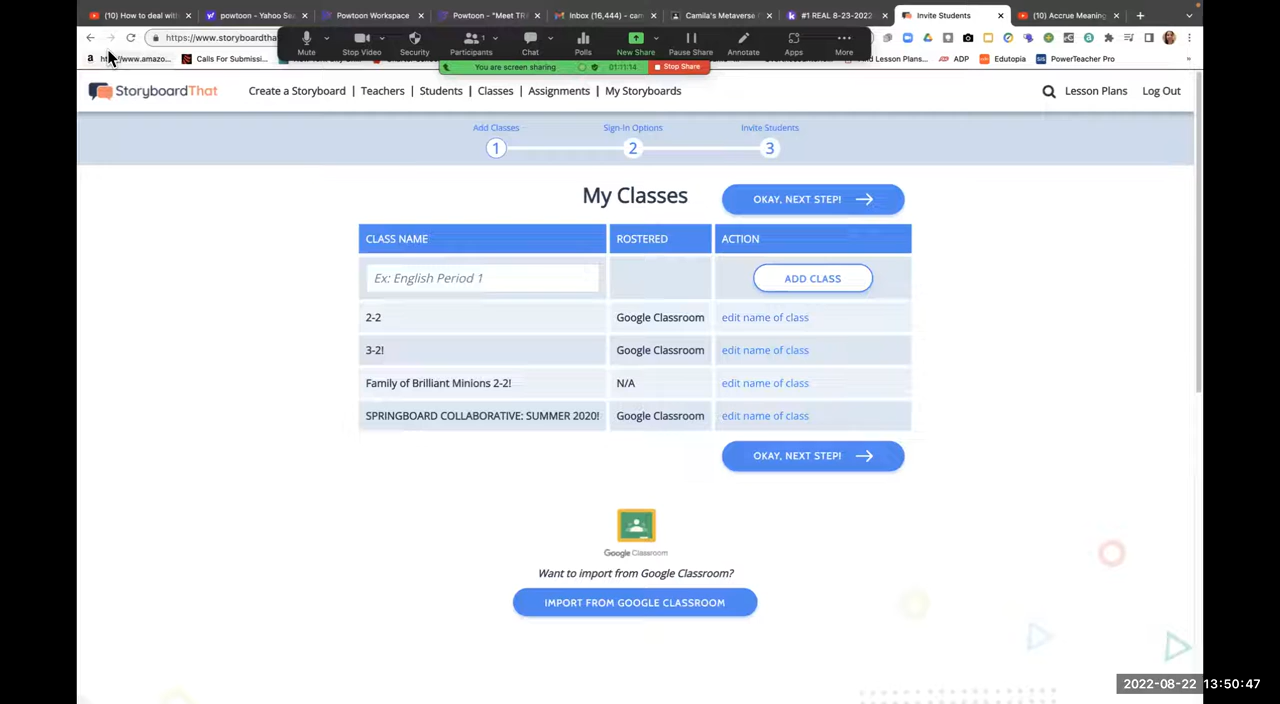 (10) How to deal wit
powtoon - Yahoo Se
Powtoon Workspace
Powtoon - "Meet TR
Inbox (16,444) - cam
Camila's Metaverse
#1 REAL 8-23-2022
Invite Students
(10) Accrue Meaning
https://www.storyboardtha
Mute
Stop Video
Security
Participants
Chat
Polls
New Share
Pause Share
Annotate
Apps
More
www.amazo...
Calls For Submissi...
Lesson Plans...
ADP
Edutopia
PowerTeacher Pro
You are screen sharing
01:11:14
Stop Share
StoryboardThat
Create a Storyboard
Teachers
Students
Classes
Assignments
My Storyboards
Lesson Plans
Log Out
Add Classes
Sign-In Options
Invite Students
1
2
3
My Classes
OKAY, NEXT STEP!
CLASS NAME
ROSTERED
ACTION
Ex: English Period 1
ADD CLASS
2-2
Google Classroom
edit name of class
3-2!
Google Classroom
edit name of class
Family of Brilliant Minions 2-2!
N/A
edit name of class
SPRINGBOARD COLLABORATIVE: SUMMER 2020!
Google Classroom
edit name of class
OKAY, NEXT STEP!
Google Classroom
Want to import from Google Classroom?
IMPORT FROM GOOGLE CLASSROOM
2022-08-22 13:50:47